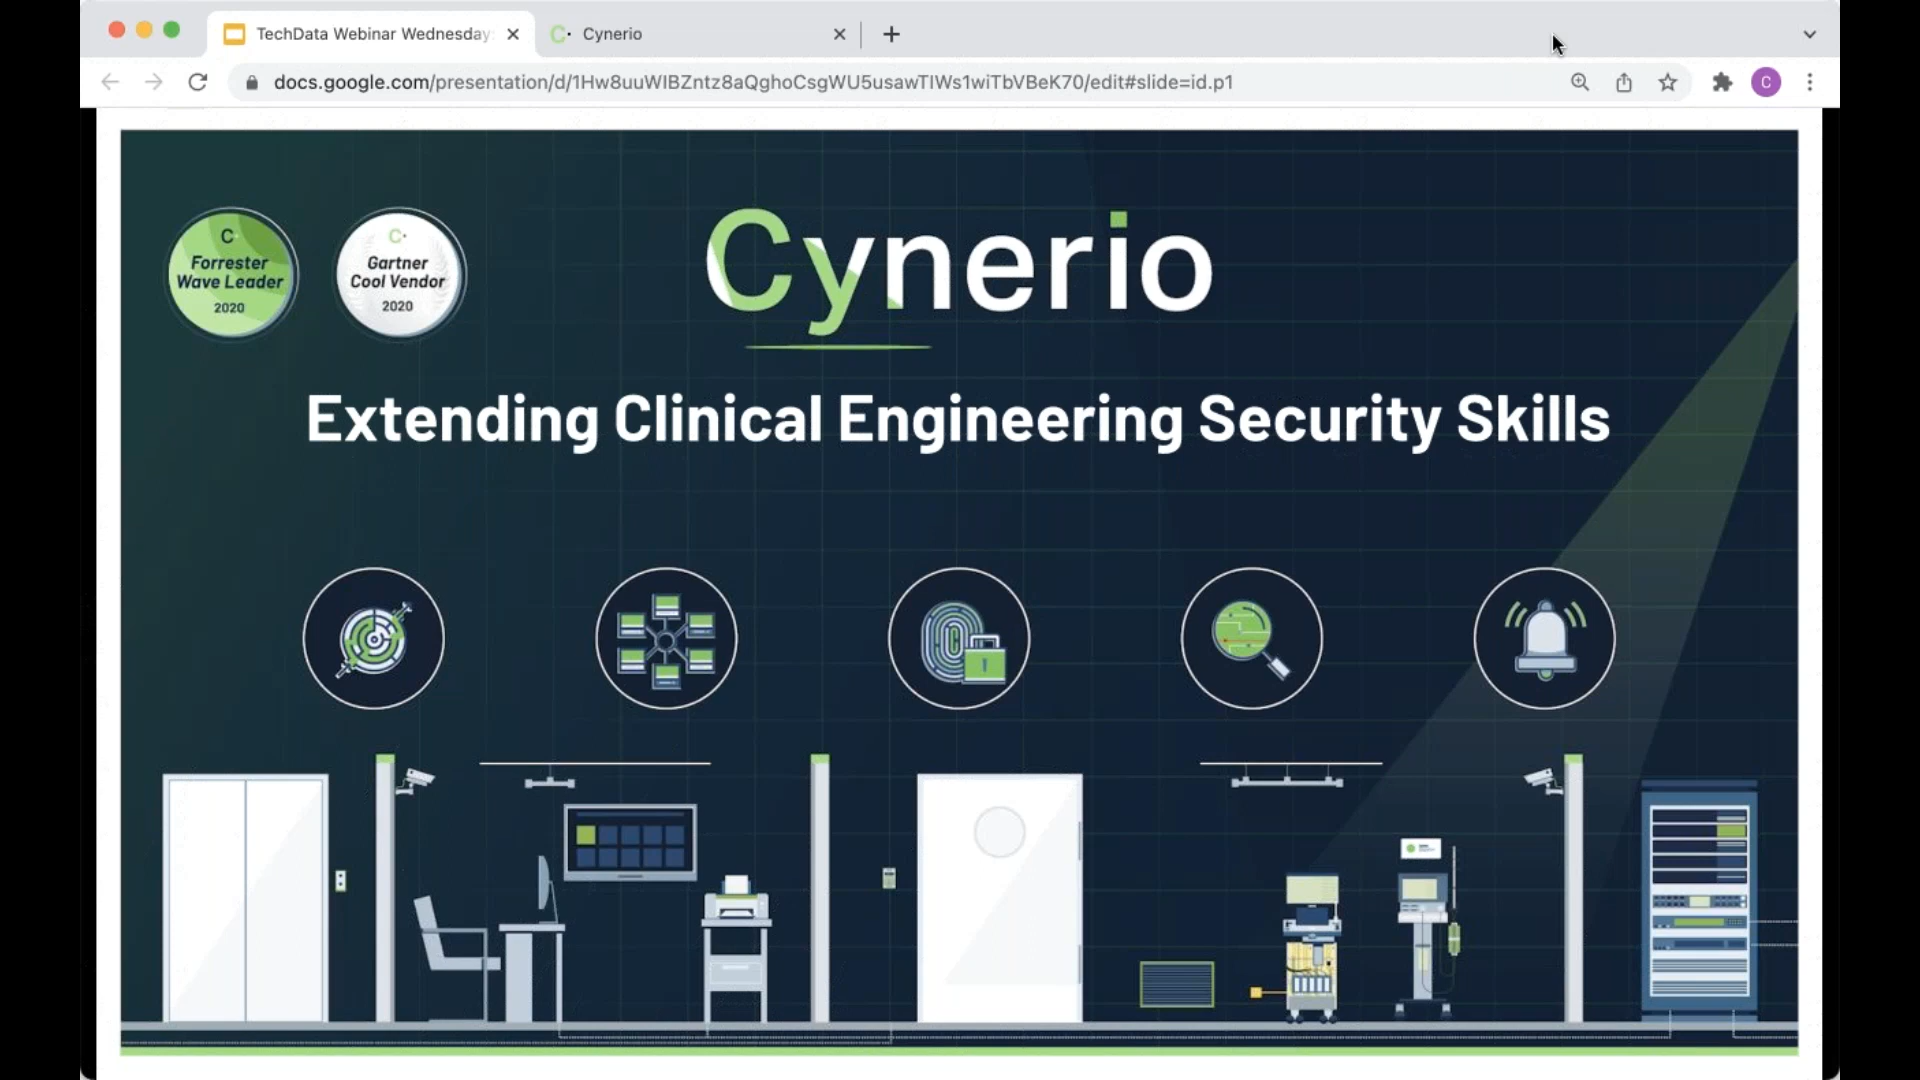 TechData Webinar Wednesday
Cynerio
docs.google.com/presentation/d/1Hw8uuWIBZntz8aQghoCsgWU5usawTIWs1wiTbVBeK70/edit#slide=id.p1
C
C
Forrester
Wave Leader
2020
C
Gartner
Cool Vendor
2020
Cynerio
Extending Clinical Engineering Security Skills